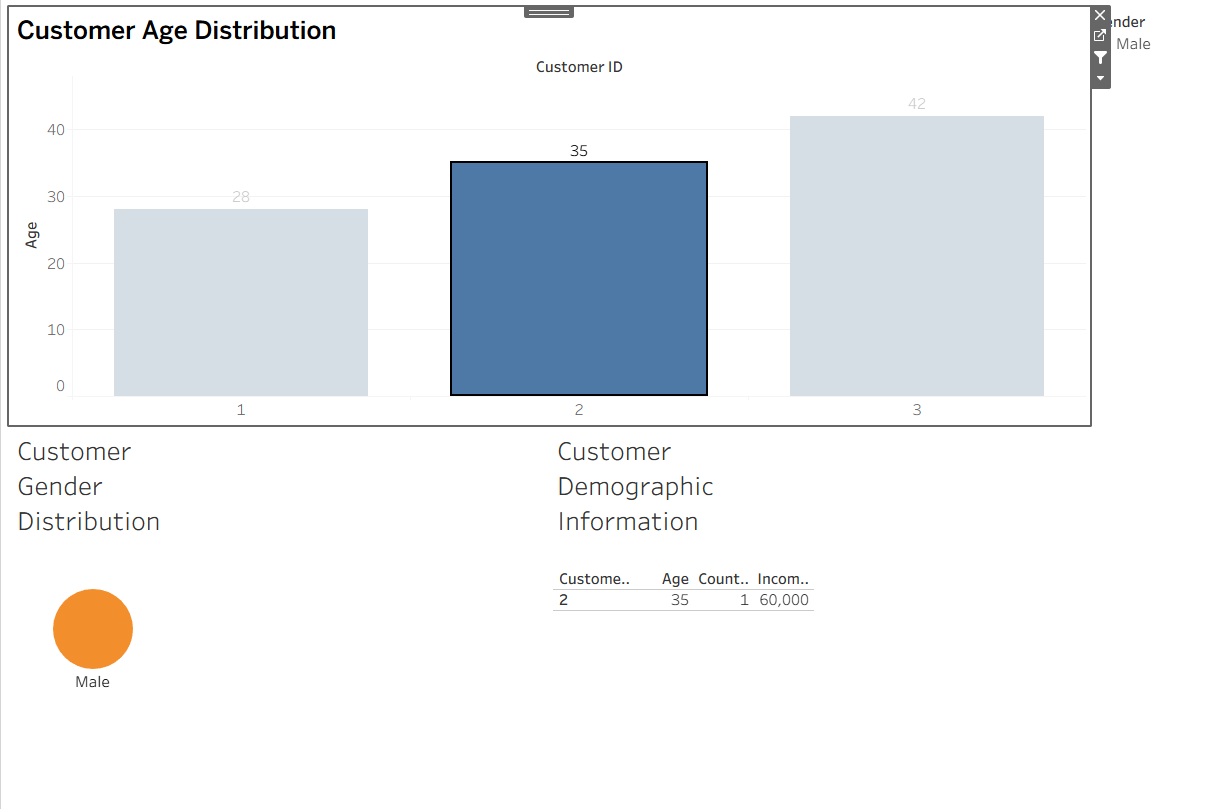 Customer Age Distribution
ender
Male
Customer ID
42
40
35
30
28
Age
20
10
0
1
2
3
Customer
Gender
Distribution
Customer
Demographic
Information
Custome.. Age Count.. Incom..
2 35 1 60,000
Male